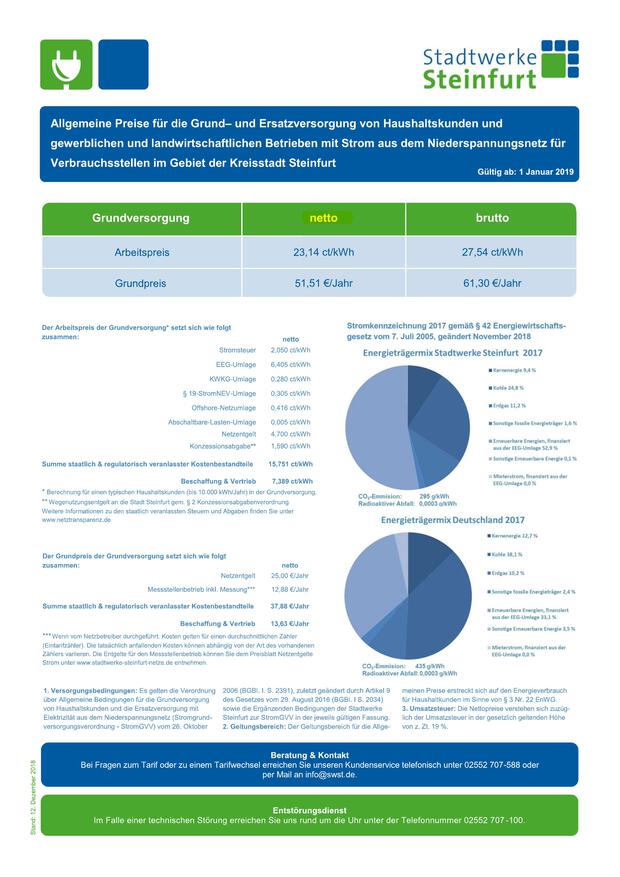 Stadtwerke
Steinfurt
Allgemeine Preise für die Grund– und Ersatzversorgung von Haushaltskunden und
gewerblichen und landwirtschaftlichen Betrieben mit Strom aus dem Niederspannungsnetz für
Verbrauchsstellen im Gebiet der Kreisstadt Steinfurt
Gültig ab: 1 Januar 2019
Grundversorgung netto brutto
Arbeitspreis 23,14 ct/kWh 27,54 ct/kWh
Grundpreis 51,51 €/Jahr 61,30 €/Jahr
Der Arbeitspreis der Grundversorgung* setzt sich wie folgt
zusammen: netto
Stromsteuer 2,050 ct/kWh
EEG-Umlage 6,405 ct/kWh
KWKG-Umlage 0,280 ct/kWh
§ 19-StromNEV-Umlage 0,305 ct/kWh
Offshore-Netzumlage 0,416 ct/kWh
Abschaltbare-Lasten-Umlage 0,005 ct/kWh
Netzentgelt 4,700 ct/kWh
Konzessionsabgabe** 1,590 ct/kWh
Summe staatlich & regulatorisch veranlasster Kostenbestandteile 15,751 ct/kWh
Beschaffung & Vertrieb 7,389 ct/kWh
* Berechnung für einen typischen Haushaltskunden (bis 10.000 kWh/Jahr) in der Grundversorgung.
** Wegenutzungsentgelt an die Stadt Steinfurt gem. § 2 Konzessionsabgabenverordnung.
Weitere Informationen zu den staatlich veranlassten Steuern und Abgaben finden Sie unter
www.netztransparenz.de
Der Grundpreis der Grundversorgung setzt sich wie folgt
zusammen: netto
Netzentgelt 25,00 €/Jahr
Messstellenbetrieb inkl. Messung*** 12,88 €/Jahr
Summe staatlich & regulatorisch veranlasster Kostenbestandteile 37,88 €/Jahr
Beschaffung & Vertrieb 13,63 €/Jahr
*** Wenn vom Netzbetreiber durchgeführt. Kosten gelten für einen durchschnittlichen Zähler
(Eintarifzähler). Die tatsächlich anfallenden Kosten können abhängig von der Art des vorhandenen
Zählers variieren. Die Entgelte für den Messstellenbetrieb können Sie dem Preisblatt Netzentgelte
Strom unter www.stadtwerke-steinfurt-netze.de entnehmen.
Stromkennzeichnung 2017 gemäß § 42 Energiewirtschafts-
gesetz vom 7. Juli 2005, geändert November 2018
Energieträgermix Stadtwerke Steinfurt 2017
Kernenergie 9,4 %
Kohle 24,8 %
Erdgas 11,2 %
Sonstige fossile Energieträger 1,6 %
Erneuerbare Energien, finanziert
aus der EEG-Umlage 52,9 %
Sonstige Erneuerbare Energie 0,1 %
Mieterstrom, finanziert aus der
EEG-Umlage 0,0 %
CO₂-Emmision: 295 g/kWh
Radioaktiver Abfall: 0,0003 g/kWh
Energieträgermix Deutschland 2017
Kernenergie 12,7 %
Kohle 38,1 %
Erdgas 10,2 %
Sonstige fossile Energieträger 2,4 %
Erneuerbare Energien, finanziert
aus der EEG-Umlage 33,1 %
Sonstige Erneuerbare Energie 3,5 %
Mieterstrom, finanziert aus der
EEG-Umlage 0,0 %
CO₂-Emmision: 435 g/kWh
Radioaktiver Abfall: 0,0003 g/kWh
1. Versorgungsbedingungen: Es gelten die Verordnung
über Allgemeine Bedingungen für die Grundversorgung
von Haushaltskunden und die Ersatzversorgung mit
Elektrizität aus dem Niederspannungsnetz (Stromgrund-
versorgungsverordnung - StromGVV) vom 26. Oktober
2006 (BGBl. I. S. 2391), zuletzt geändert durch Artikel 9
des Gesetzes vom 29. August 2016 (BGBl. I S. 2034)
sowie die Ergänzenden Bedingungen der Stadtwerke
Steinfurt zur StromGVV in der jeweils gültigen Fassung.
2. Geltungsbereich: Der Geltungsbereich für die Allge-
meinen Preise erstreckt sich auf den Energieverbrauch
für Haushaltskunden im Sinne von § 3 Nr. 22 EnWG.
3. Umsatzsteuer: Die Nettopreise verstehen sich zuzüg-
lich der Umsatzsteuer in der gesetzlich geltenden Höhe
von z. Zt. 19 %.
Beratung & Kontakt
Bei Fragen zum Tarif oder zu einem Tarifwechsel erreichen Sie unseren Kundenservice telefonisch unter 02552 707-588 oder
per Mail an info@swst.de.
Entstörungsdienst
Im Falle einer technischen Störung erreichen Sie uns rund um die Uhr unter der Telefonnummer 02552 707-100.
Stand: 12. Dezember 2018